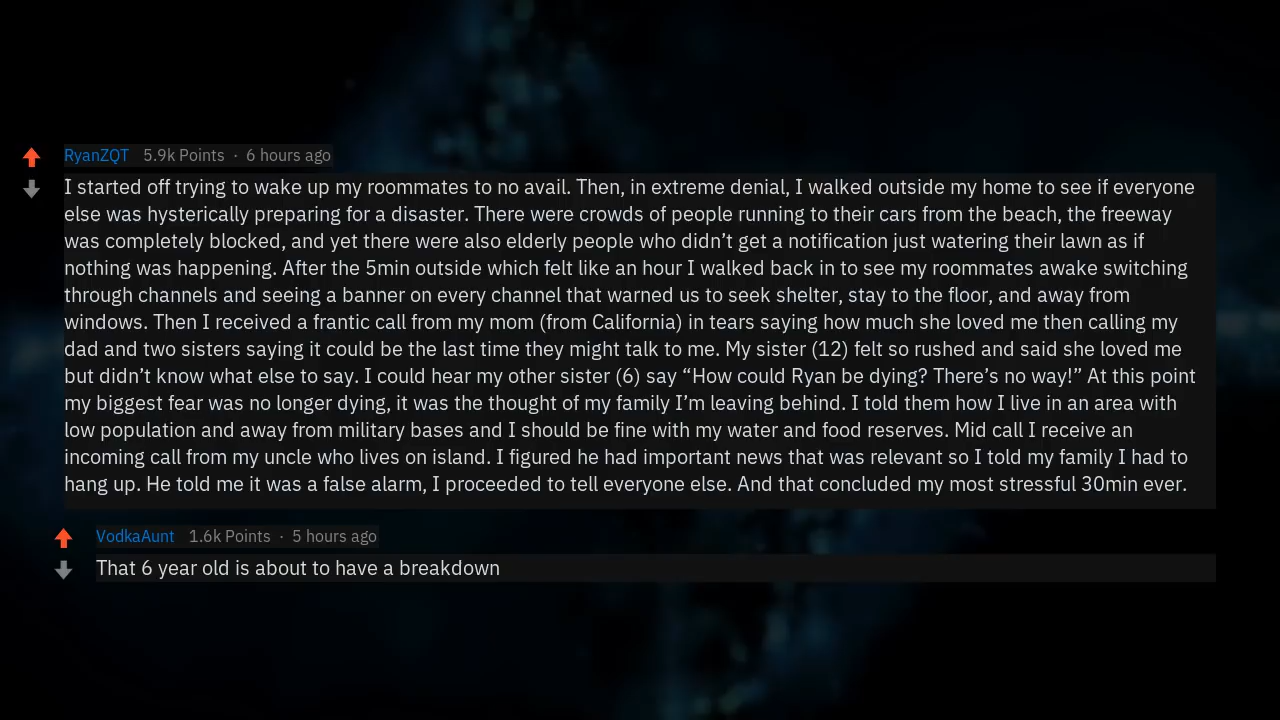 RyanZQT 5.9k Points · 6 hours ago
I started off trying to wake up my roommates to no avail. Then, in extreme denial, I walked outside my home to see if everyone
else was hysterically preparing for a disaster. There were crowds of people running to their cars from the beach, the freeway
was completely blocked, and yet there were also elderly people who didn’t get a notification just watering their lawn as if
nothing was happening. After the 5min outside which felt like an hour I walked back in to see my roommates awake switching
through channels and seeing a banner on every channel that warned us to seek shelter, stay to the floor, and away from
windows. Then I received a frantic call from my mom (from California) in tears saying how much she loved me then calling my
dad and two sisters saying it could be the last time they might talk to me. My sister (12) felt so rushed and said she loved me
but didn’t know what else to say. I could hear my other sister (6) say “How could Ryan be dying? There’s no way!” At this point
my biggest fear was no longer dying, it was the thought of my family I’m leaving behind. I told them how I live in an area with
low population and away from military bases and I should be fine with my water and food reserves. Mid call I receive an
incoming call from my uncle who lives on island. I figured he had important news that was relevant so I told my family I had to
hang up. He told me it was a false alarm, I proceeded to tell everyone else. And that concluded my most stressful 30min ever.
VodkaAunt 1.6k Points · 5 hours ago
That 6 year old is about to have a breakdown